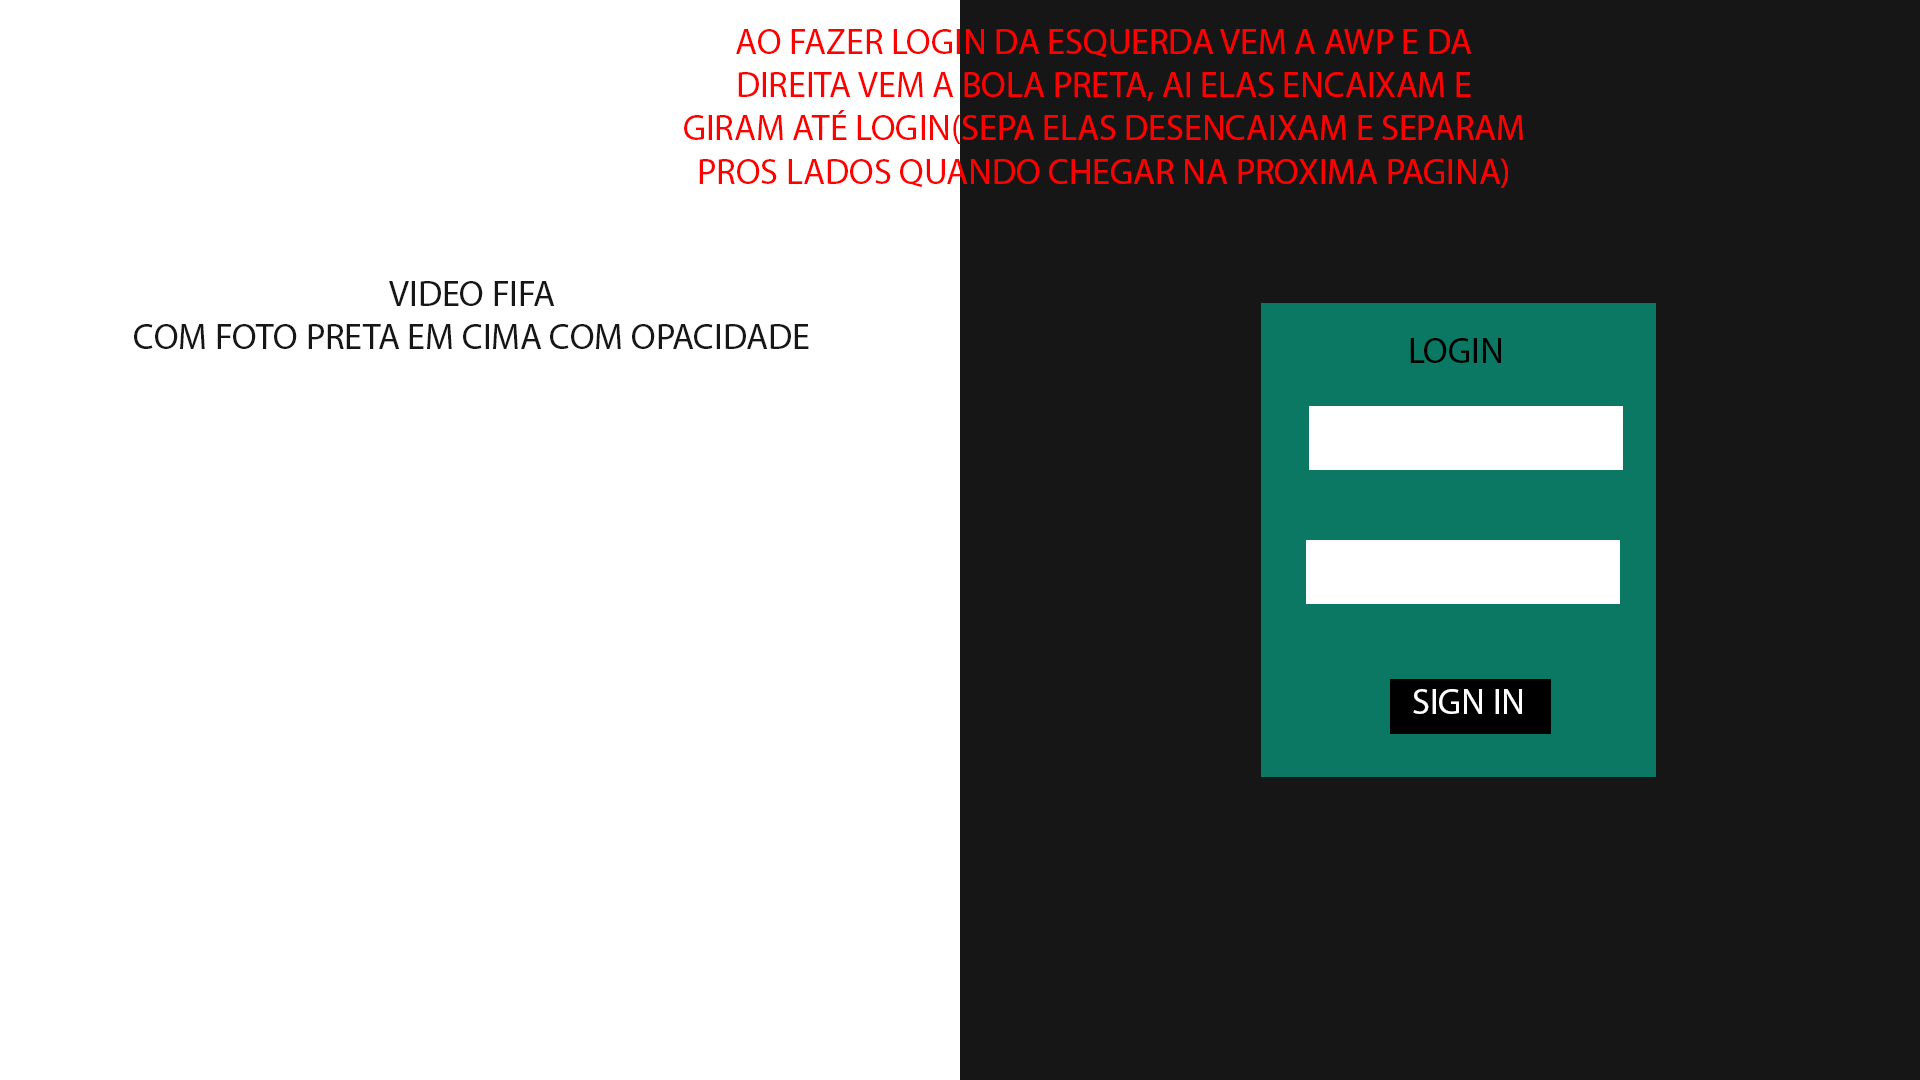 AO FAZER LOGIN DA ESQUERDA VEM A AWP E DA
DIREITA VEM A BOLA PRETA, AI ELAS ENCAIXAM E
GIRAM ATÉ LOGIN(SEPA ELAS DESENCAIXAM E SEPARAM
PROS LADOS QUANDO CHEGAR NA PROXIMA PAGINA)
VIDEO FIFA
COM FOTO PRETA EM CIMA COM OPACIDADE
LOGIN
SIGN IN